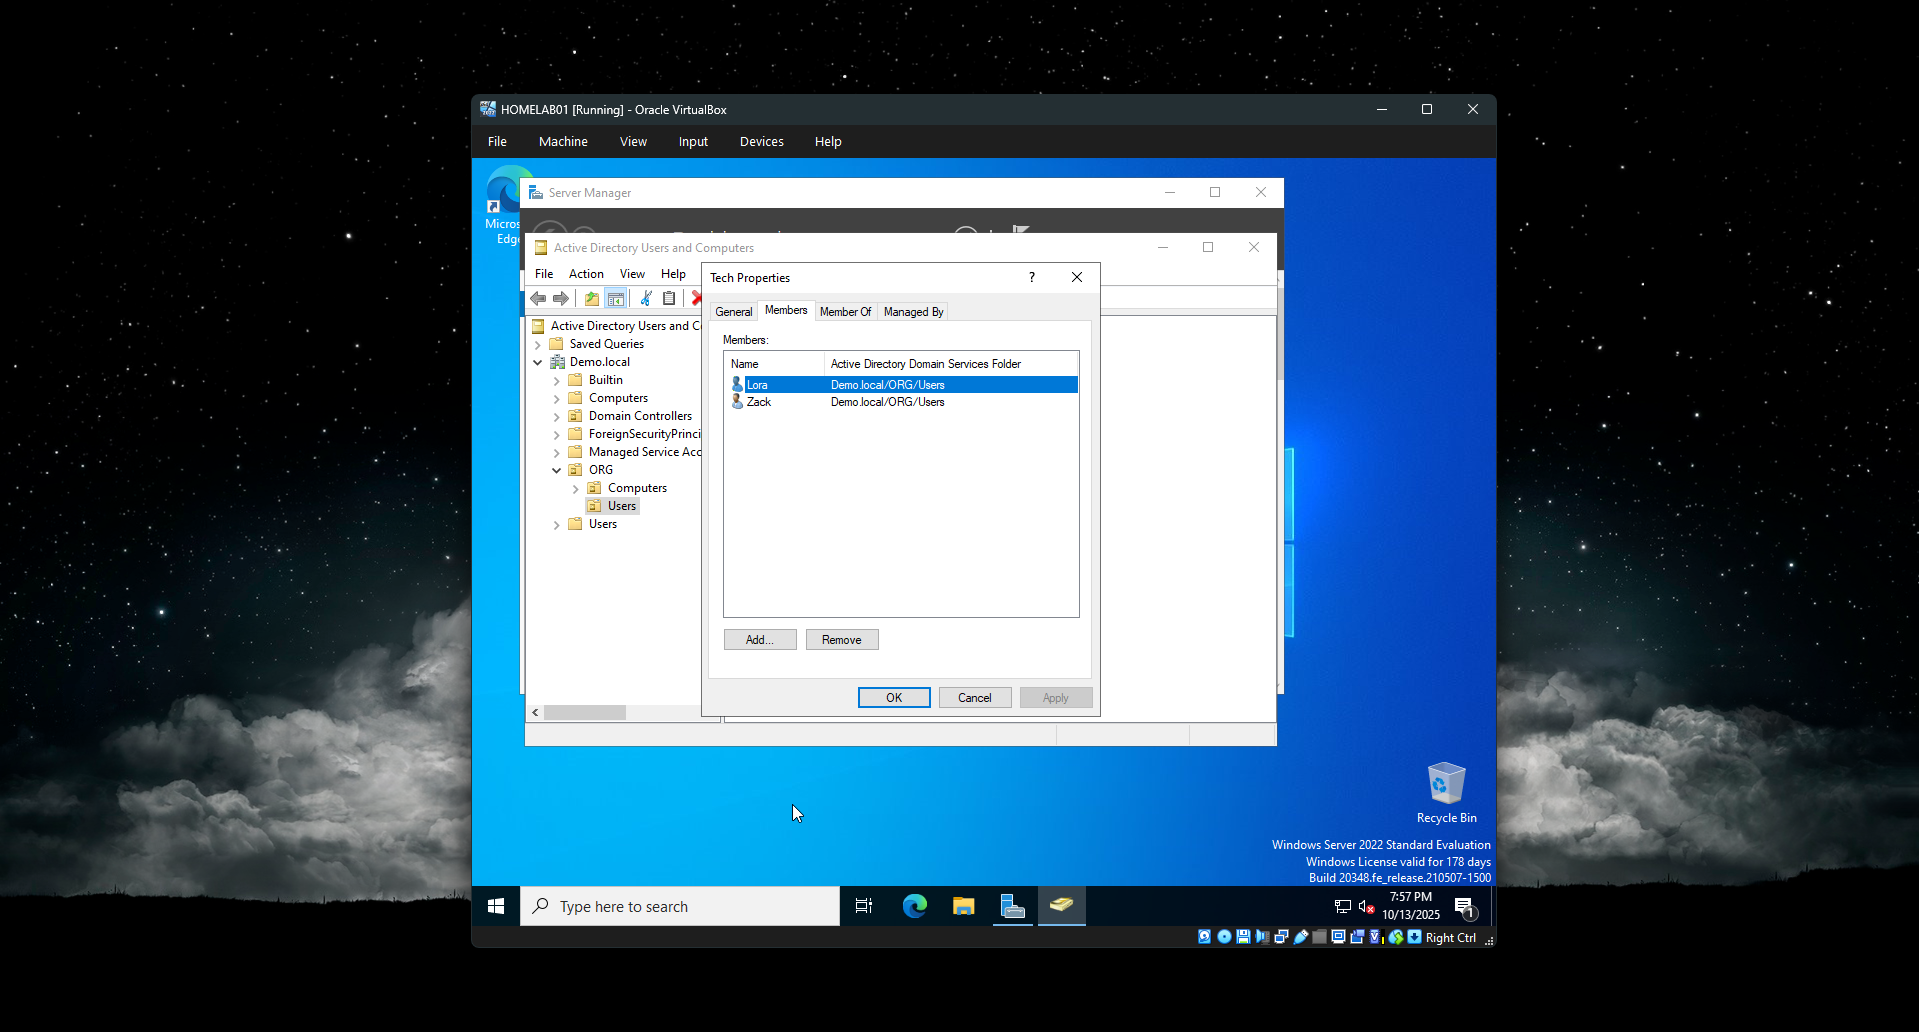 HOMELAB01 [Running] - Oracle VirtualBox
File Machine View Input Devices Help
Server Manager
Micros
Edge
Active Directory Users and Computers
File Action View Help
Tech Properties
?
General Members Member Of Managed By
Active Directory Users and Co
Saved Queries
Demo.local
Builtin
Computers
Domain Controllers
ForeignSecurityPrinci
Managed Service Acc
ORG
Computers
Users
Users
Members:
Name Active Directory Domain Services Folder
Lora Demo.local/ORG/Users
Zack Demo.local/ORG/Users
Add... Remove
OK Cancel Apply
Recycle Bin
Windows Server 2022 Standard Evaluation
Windows License valid for 178 days
Build 20348.fe_release.210507-1500
Type here to search
7:57 PM
10/13/2025
1
Right Ctrl